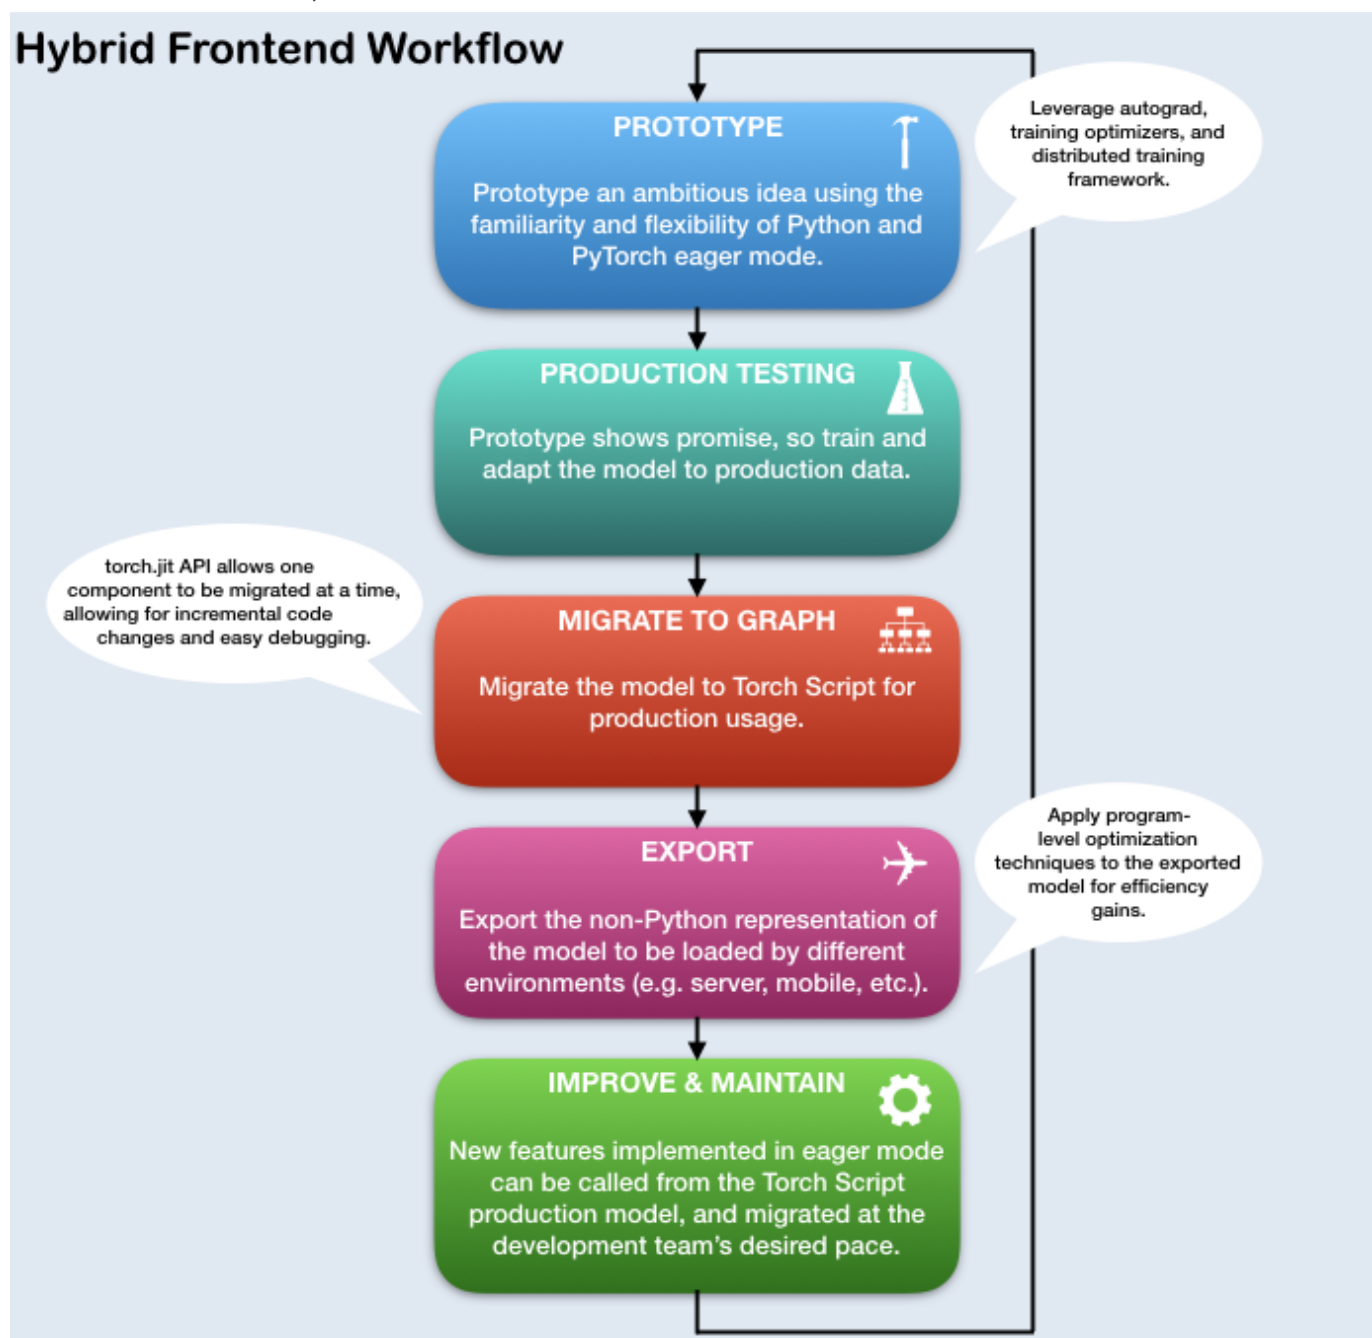 Hybrid Frontend Workflow
PROTOTYPE
Prototype an ambitious idea using the
familiarity and flexibility of Python and
PyTorch eager mode.
Leverage autograd,
training optimizers, and
distributed training
framework.
PRODUCTION TESTING
Prototype shows promise, so train and
adapt the model to production data.
torch.jit API allows one
component to be migrated at a time,
allowing for incremental code
changes and easy debugging.
MIGRATE TO GRAPH
Migrate the model to Torch Script for
production usage.
EXPORT
Export the non-Python representation of
the model to be loaded by different
environments (e.g. server, mobile, etc.).
Apply program-
level optimization
techniques to the exported
model for efficiency
gains.
IMPROVE & MAINTAIN
New features implemented in eager mode
can be called from the Torch Script
production model, and migrated at the
development team's desired pace.